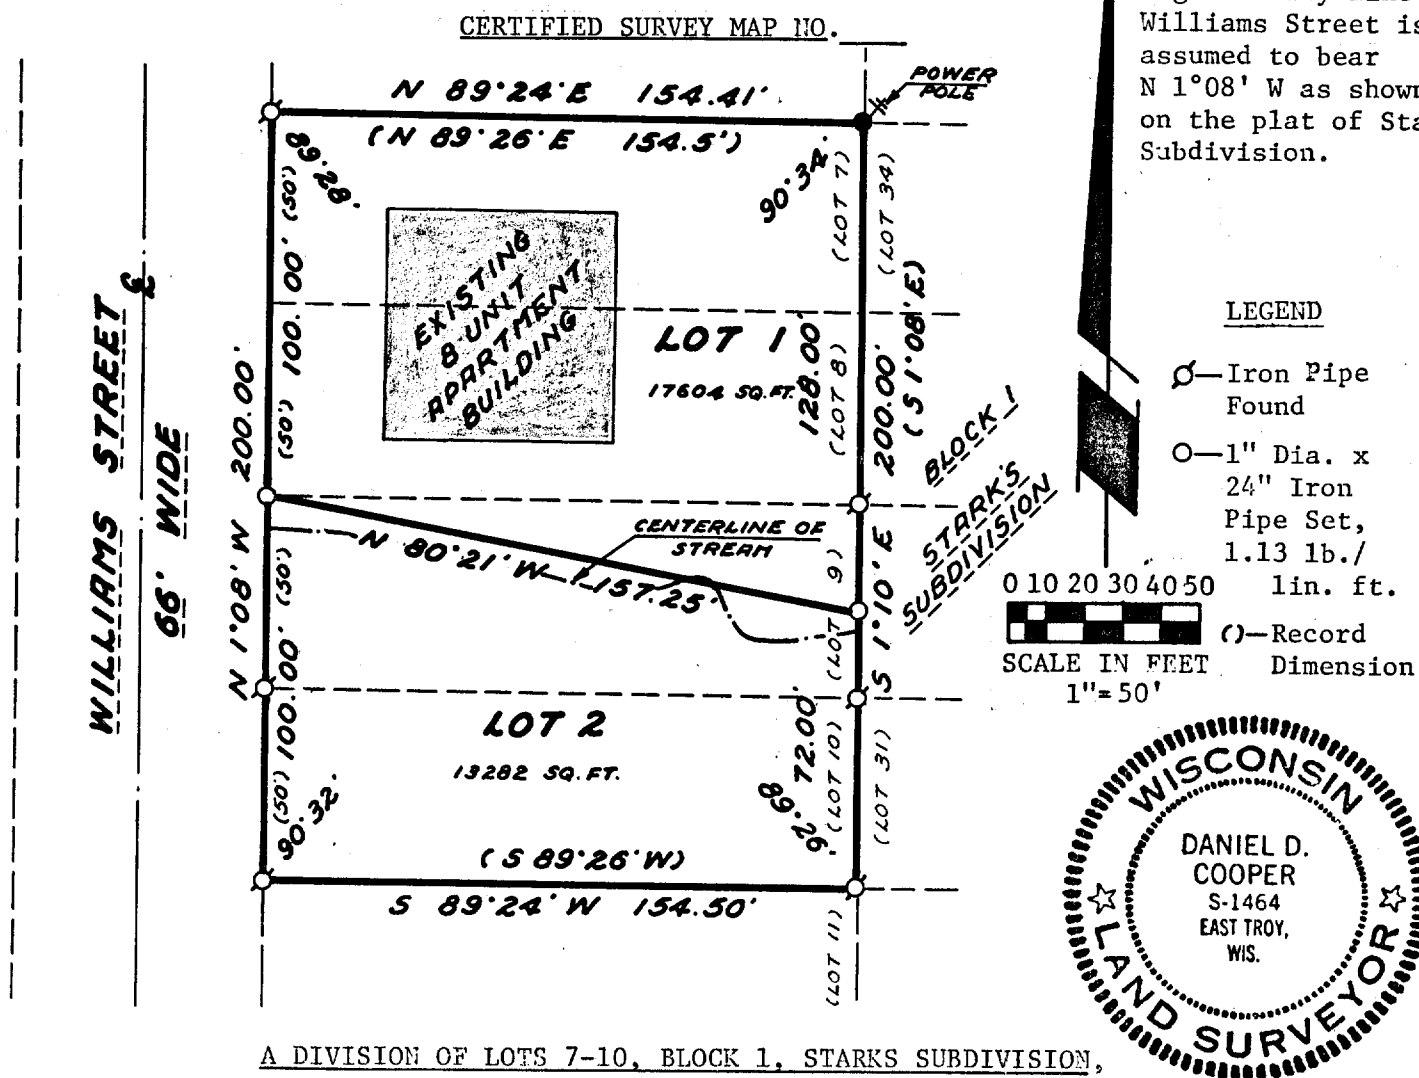 CERTIFIED SURVEY MAP NO.
Williams Street is
assumed to bear
N 1°08' W as shown
on the plat of Sta
Subdivision.
POWER
POLE
N 89°24' E 154.41'
(N 89°26' E 154.5')
89°28'
90°34'
(50')
100.00'
(50')
(LOT 7)
(LOT 34)
EXISTING
8-UNIT
APARTMENT
BUILDING
LOT 1
17604 SQ.FT.
128.00'
(LOT 8)
200.00'
(S 1°08' E)
S 1°10' E
WILLIAMS STREET
℄
66' WIDE
N 1°08' W 200.00'
BLOCK 1
STARK'S
SUBDIVISION
CENTERLINE OF
STREAM
N 80°21' W 157.25'
(LOT 9)
(50')
100.00'
(50')
LOT 2
13282 SQ.FT.
90°32'
89°26'
72.00'
(LOT 10)
(LOT 31)
(S 89°26' W)
S 89°24' W 154.50'
(LOT 11)
LEGEND
Iron Pipe
Found
1" Dia. x
24" Iron
Pipe Set,
1.13 lb./
lin. ft.
()—Record
Dimension
0 10 20 30 40 50
SCALE IN FEET
1"=50'
WISCONSIN
DANIEL D.
COOPER
S-1464
EAST TROY,
WIS.
LAND SURVEYOR
A DIVISION OF LOTS 7-10, BLOCK 1, STARKS SUBDIVISION,